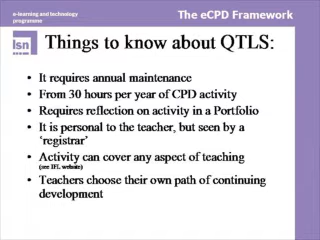 e-learning and technology
programme
The eCPD Framework
lsn
Things to know about QTLS:
• It requires annual maintenance
• From 30 hours per year of CPD activity
• Requires reflection on activity in a Portfolio
• It is personal to the teacher, but seen by a
‘registrar’
• Activity can cover any aspect of teaching
(see IFL website)
• Teachers choose their own path of continuing
development